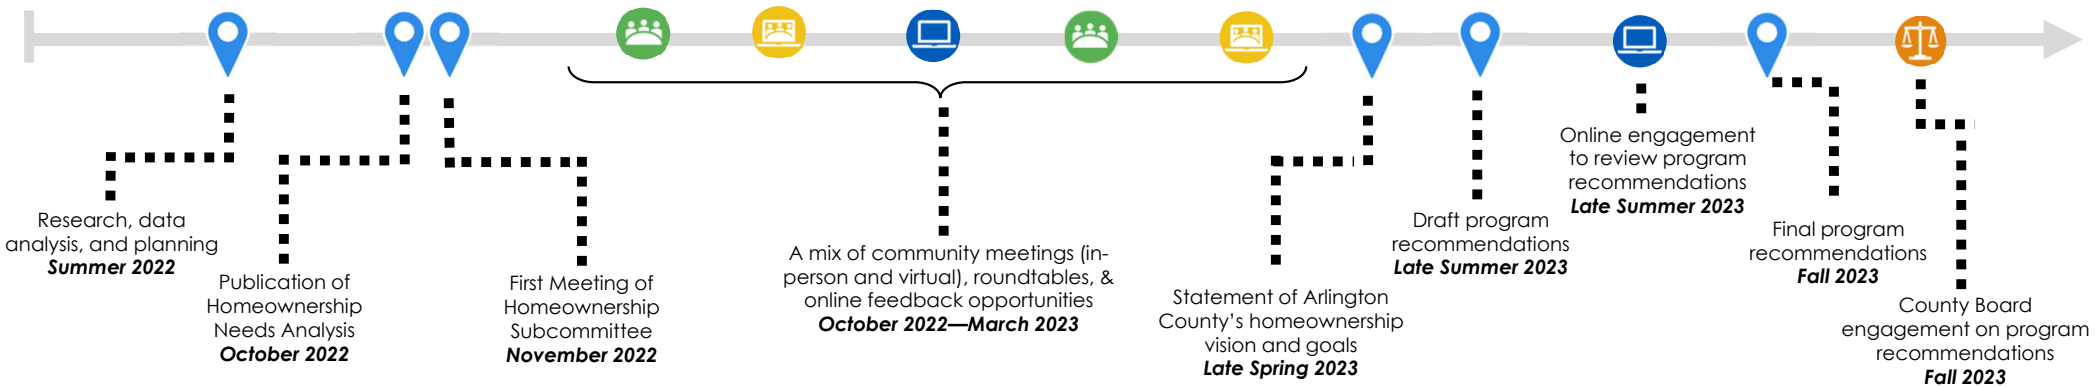 Research, data
analysis, and planning
Summer 2022
Publication of
Homeownership
Needs Analysis
October 2022
First Meeting of
Homeownership
Subcommittee
November 2022
A mix of community meetings (in-
person and virtual), roundtables, &
online feedback opportunities
October 2022—March 2023
Statement of Arlington
County’s homeownership
vision and goals
Late Spring 2023
Draft program
recommendations
Late Summer 2023
Online engagement
to review program
recommendations
Late Summer 2023
Final program
recommendations
Fall 2023
County Board
engagement on program
recommendations
Fall 2023